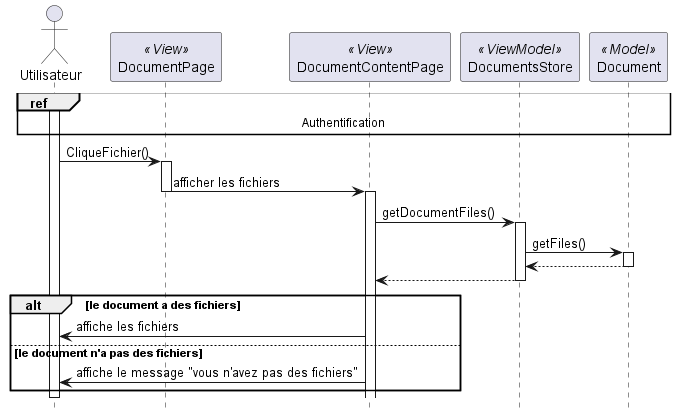 «View» «View» «ViewModel» «Model»
Utilisateur DocumentPage DocumentContentPage DocumentsStore Document
ref
Authentification
CliqueFichier()
afficher les fichiers
getDocumentFiles()
getFiles()
alt [le document a des fichiers]
affiche les fichiers
[le document n'a pas des fichiers]
affiche le message "vous n'avez pas des fichiers"